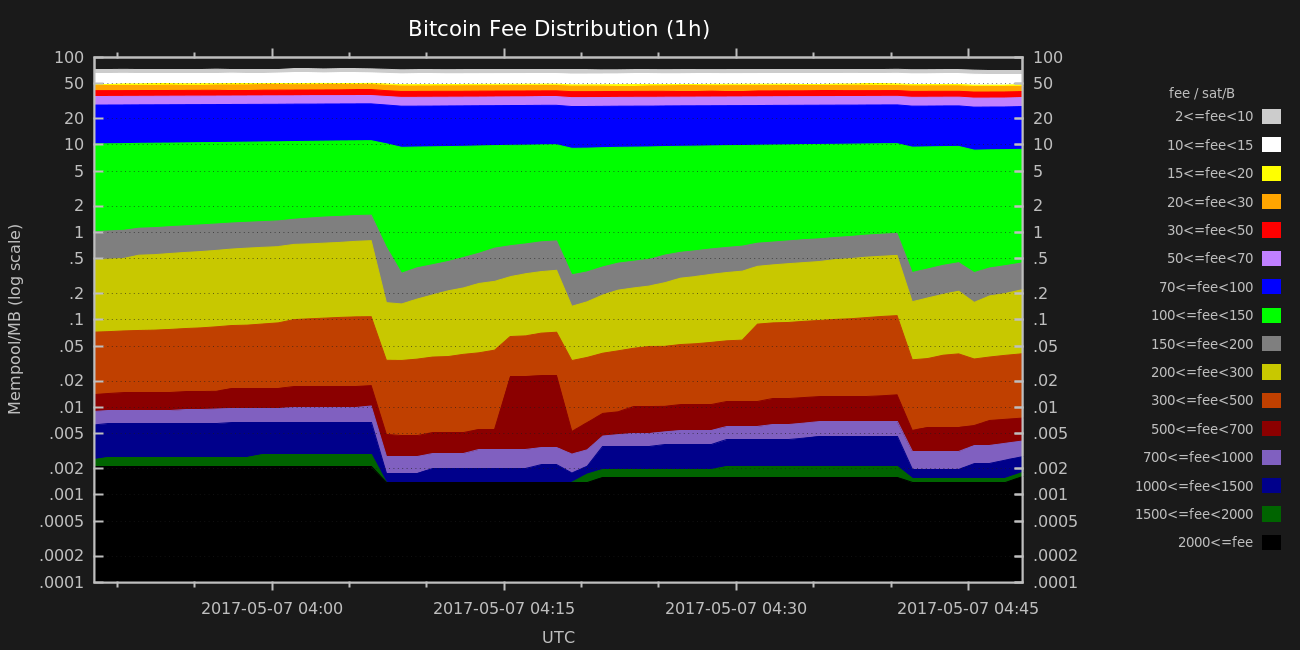 Bitcoin Fee Distribution (1h)
Mempool/MB (log scale)
100
50
20
10
5
2
1
.5
.2
.1
.05
.02
.01
.005
.002
.001
.0005
.0002
.0001
100
50
20
10
5
2
1
.5
.2
.1
.05
.02
.01
.005
.002
.001
.0005
.0002
.0001
2017-05-07 04:00
2017-05-07 04:15
2017-05-07 04:30
2017-05-07 04:45
UTC
fee / sat/B
2<=fee<10
10<=fee<15
15<=fee<20
20<=fee<30
30<=fee<50
50<=fee<70
70<=fee<100
100<=fee<150
150<=fee<200
200<=fee<300
300<=fee<500
500<=fee<700
700<=fee<1000
1000<=fee<1500
1500<=fee<2000
2000<=fee